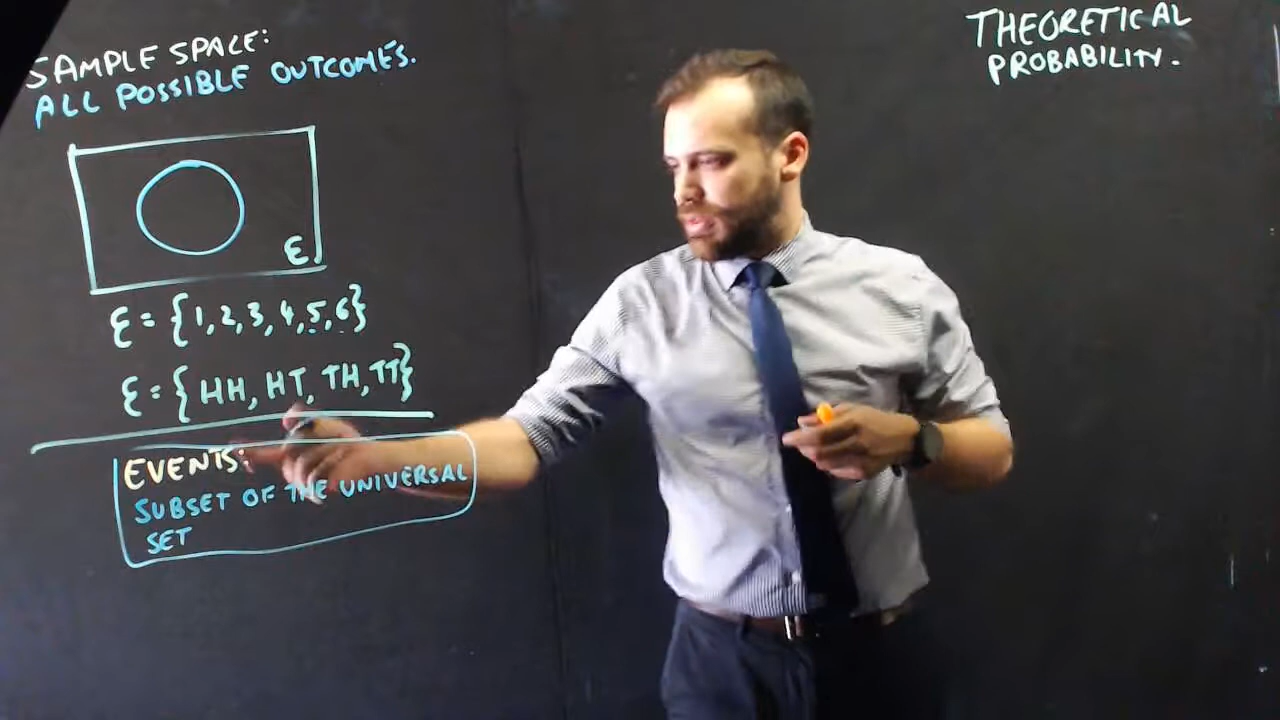 SAMPLE SPACE:
ALL POSSIBLE OUTCOMES.
THEORETICAL
PROBABILITY.
ε
ε = {1,2,3,4,5,6}
ε = {HH, HT, TH, TT}
EVENTS:
SUBSET OF THE UNIVERSAL
SET